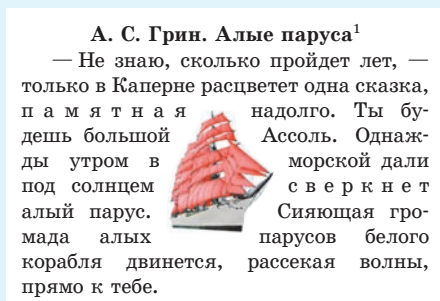 А. С. Грин. Алые паруса¹
— Не знаю, сколько пройдет лет, —
только в Каперне расцветет одна сказка,
памятная надолго. Ты бу-
дешь большой Ассоль. Однаж-
ды утром в морской дали
под солнцем сверкнет
алый парус. Сияющая гро-
мада алых парусов белого
корабля двинется, рассекая волны,
прямо к тебе.